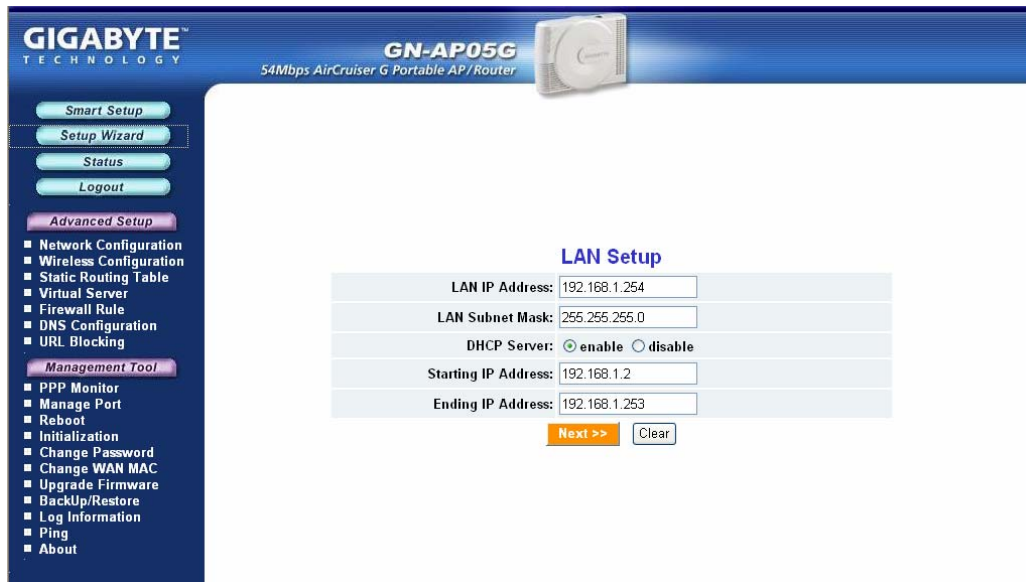 GIGABYTE™
TECHNOLOGY
GN-AP05G
54Mbps AirCruiser G Portable AP/Router
Smart Setup
Setup Wizard
Status
Logout
Advanced Setup
Network Configuration
Wireless Configuration
Static Routing Table
Virtual Server
Firewall Rule
DNS Configuration
URL Blocking
Management Tool
PPP Monitor
Manage Port
Reboot
Initialization
Change Password
Change WAN MAC
Upgrade Firmware
BackUp/Restore
Log Information
Ping
About
LAN Setup
LAN IP Address: 192.168.1.254
LAN Subnet Mask: 255.255.255.0
DHCP Server: enable disable
Starting IP Address: 192.168.1.2
Ending IP Address: 192.168.1.253
Next >> Clear